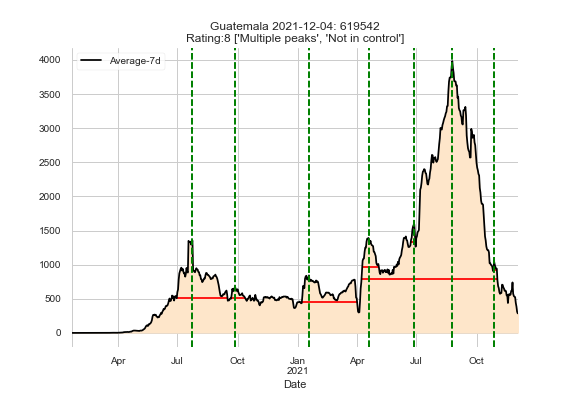 Guatemala 2021-12-04: 619542
Rating:8 ['Multiple peaks', 'Not in control']
Average-7d
4000
3500
3000
2500
2000
1500
1000
500
0
Apr Jul Oct Jan Apr Jul Oct
2021
Date